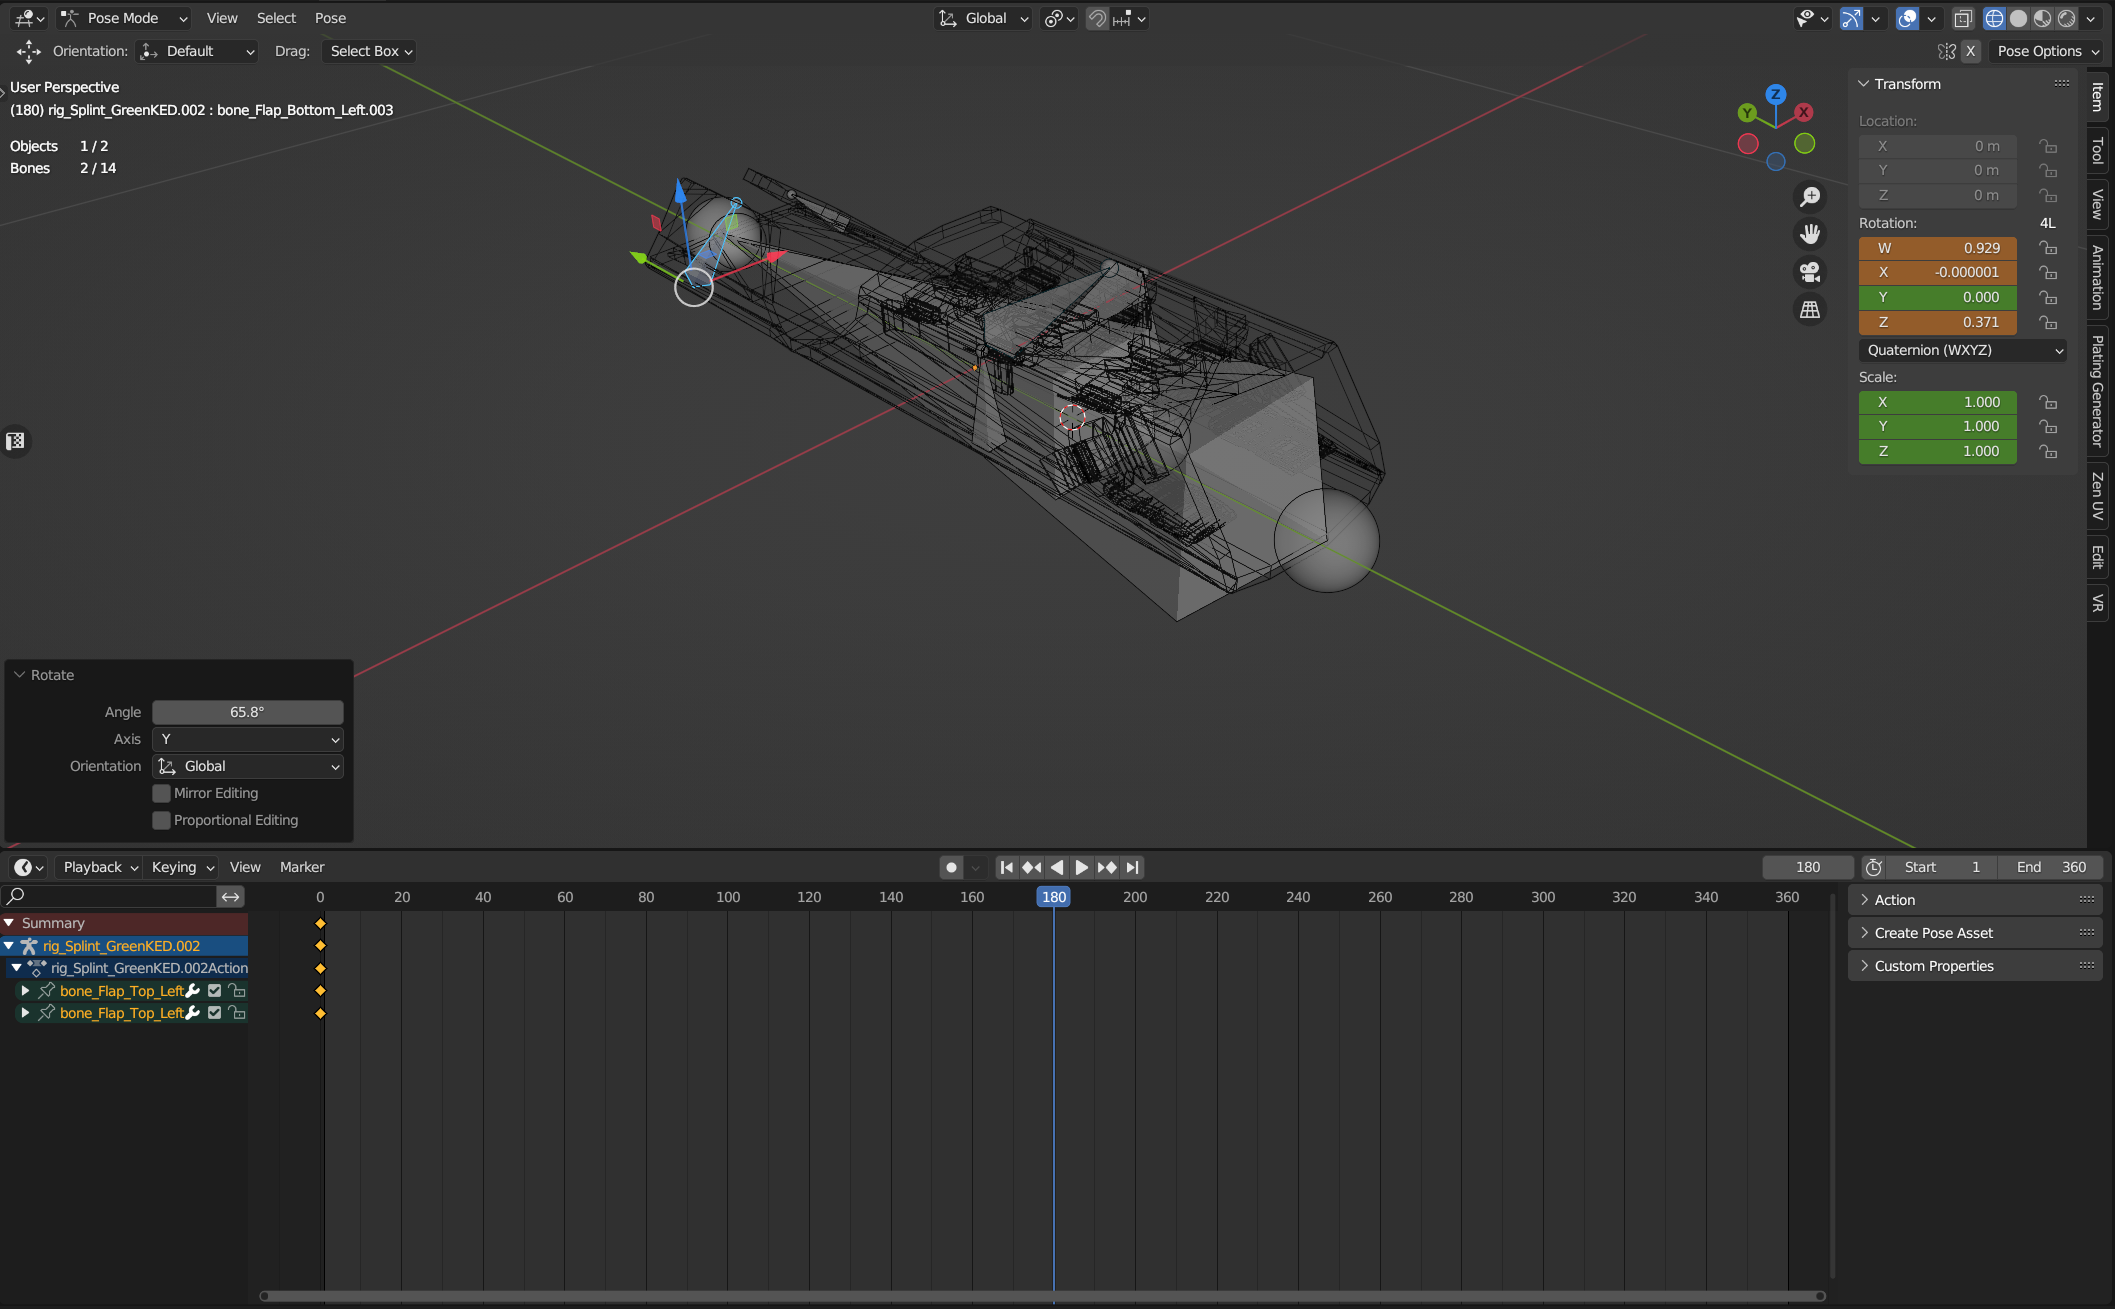 Pose Mode View Select Pose Global
Orientation: Default Drag: Select Box X Pose Options
User Perspective
(180) rig_Splint_GreenKED.002 : bone_Flap_Bottom_Left.003
Objects 1 / 2
Bones 2 / 14
Z
Y
X
Transform
Location:
X 0 m
Y 0 m
Z 0 m
Rotation: 4L
W 0.929
X -0.000001
Y 0.000
Z 0.371
Quaternion (WXYZ)
Scale:
X 1.000
Y 1.000
Z 1.000
Item
Tool
View
Animation
Plating Generator
Zen UV
Edit
VR
Rotate
Angle 65.8°
Axis Y
Orientation Global
Mirror Editing
Proportional Editing
Playback Keying View Marker 180 Start 1 End 360
0 20 40 60 80 100 120 140 160 180 200 220 240 260 280 300 320 340 360
Summary
rig_Splint_GreenKED.002
rig_Splint_GreenKED.002Action
bone_Flap_Top_Left
bone_Flap_Top_Left
Action
Create Pose Asset
Custom Properties